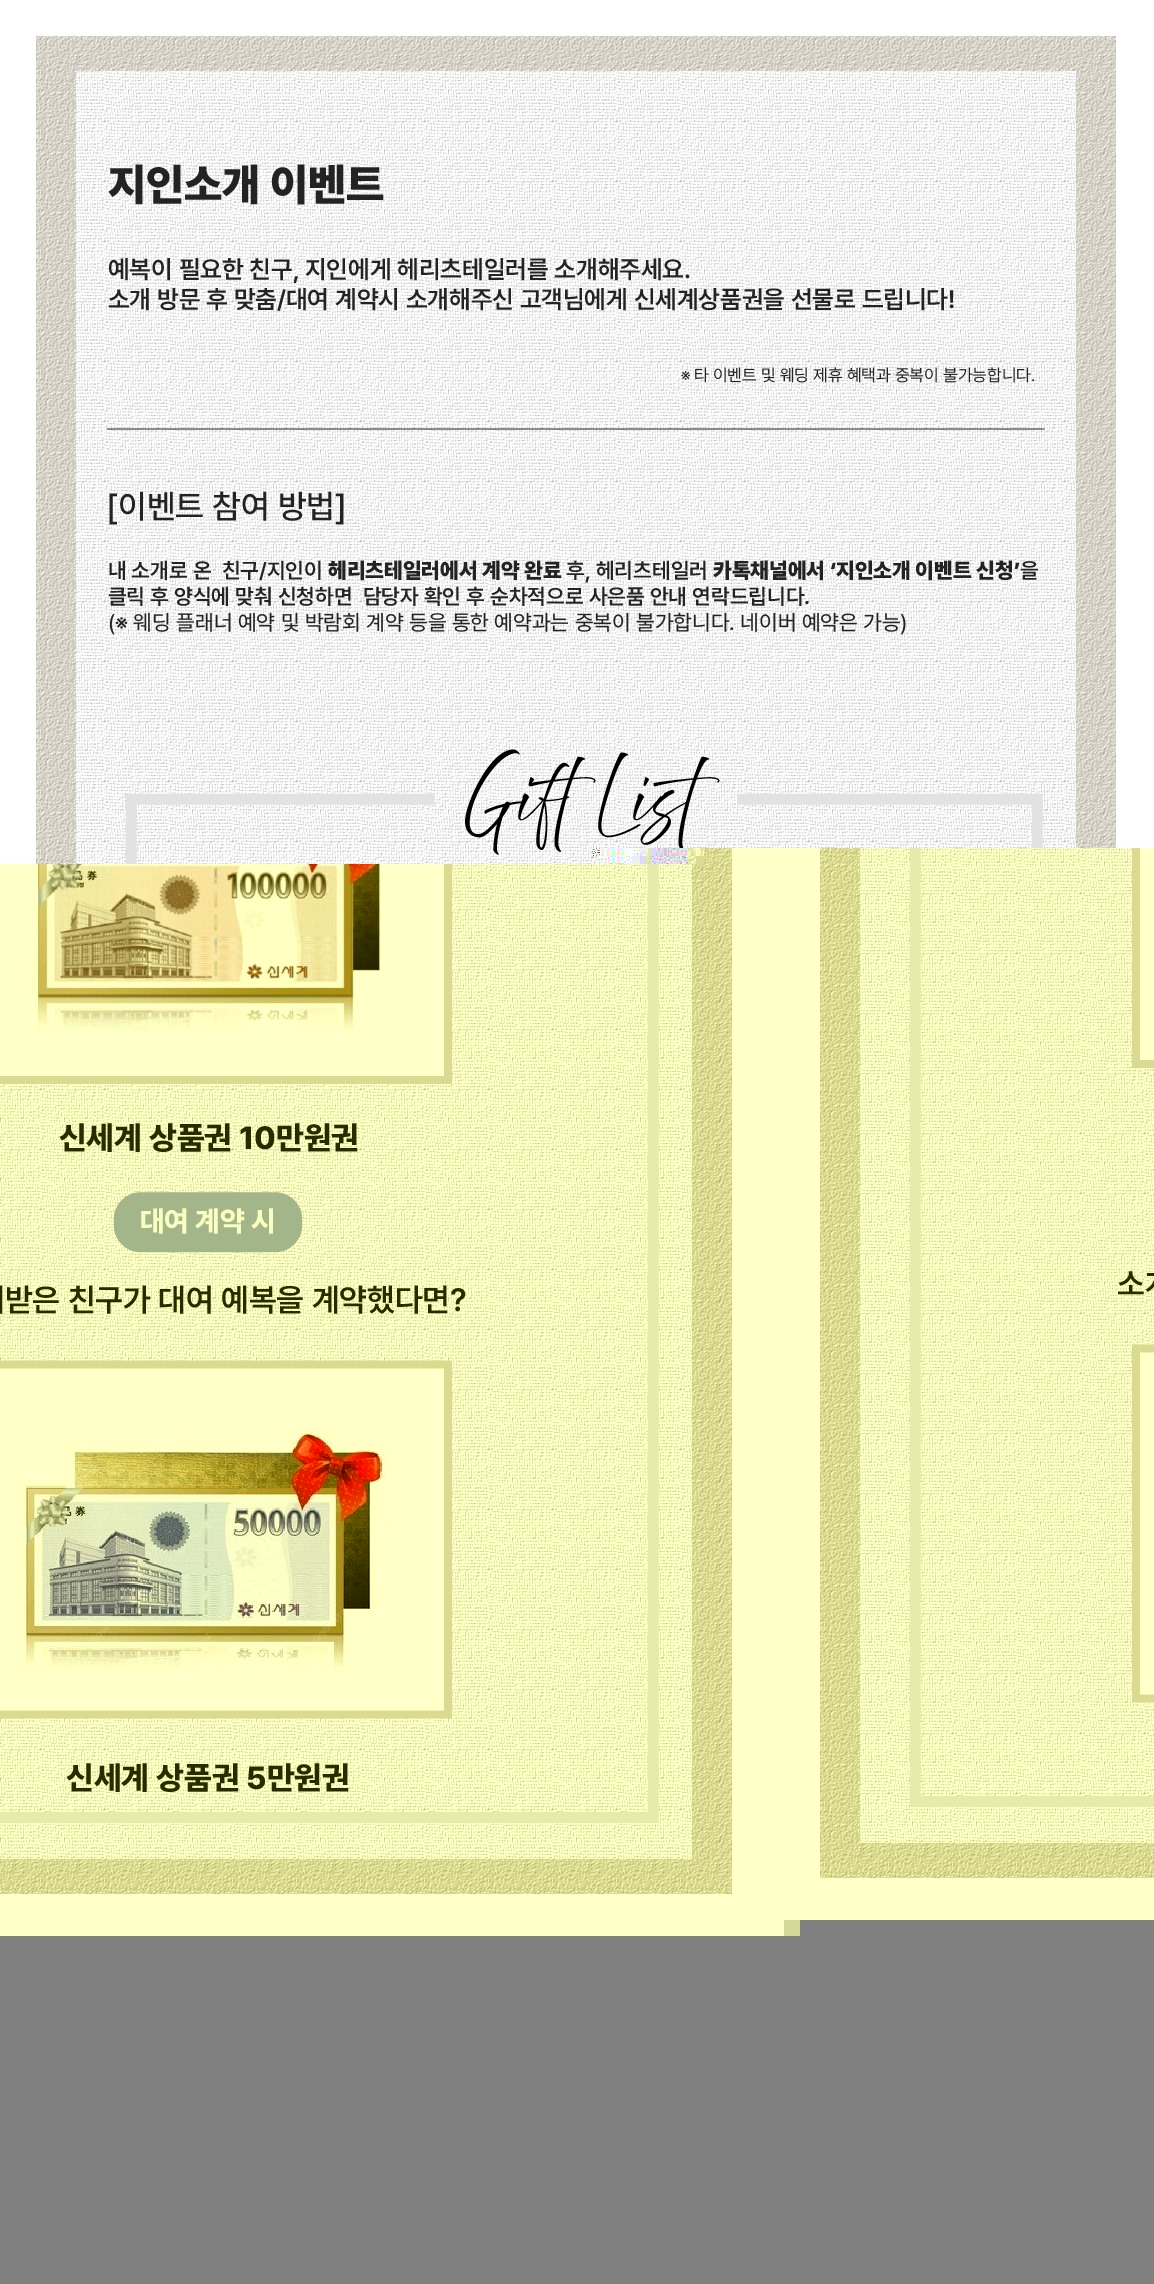 지인소개 이벤트
예복이 필요한 친구, 지인에게 헤리츠테일러를 소개해주세요.
소개 방문 후 맞춤/대여 계약시 소개해주신 고객님에게 신세계상품권을 선물로 드립니다!
※ 타 이벤트 및 웨딩 제휴 혜택과 중복이 불가능합니다.
[이벤트 참여 방법]
내 소개로 온 친구/지인이 헤리츠테일러에서 계약 완료 후, 헤리츠테일러 카톡채널에서 ‘지인소개 이벤트 신청’을
클릭 후 양식에 맞춰 신청하면 담당자 확인 후 순차적으로 사은품 안내 연락드립니다.
(※ 웨딩 플래너 예약 및 박람회 계약 등을 통한 예약과는 중복이 불가합니다. 네이버 예약은 가능)
Gift List
券
100000
신세계
신세계 상품권 10만원권
대여 계약 시
받은 친구가 대여 예복을 계약했다면?
券
50000
신세계
신세계 상품권 5만원권